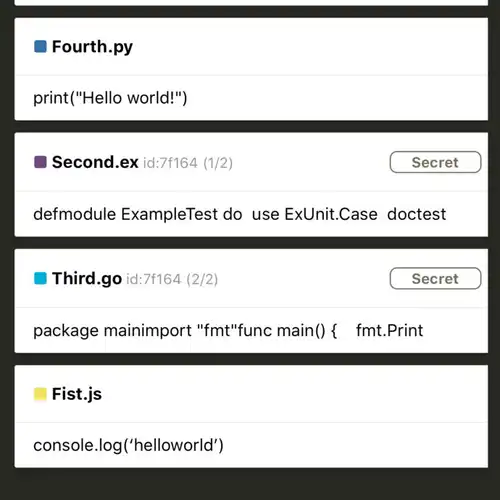 Fourth.py
print("Hello world!")
Second.ex id:7f164 (1/2) Secret
defmodule ExampleTest do  use ExUnit.Case  doctest
Third.go id:7f164 (2/2) Secret
package mainimport "fmt"func main() {    fmt.Print
Fist.js
console.log(‘helloworld’)